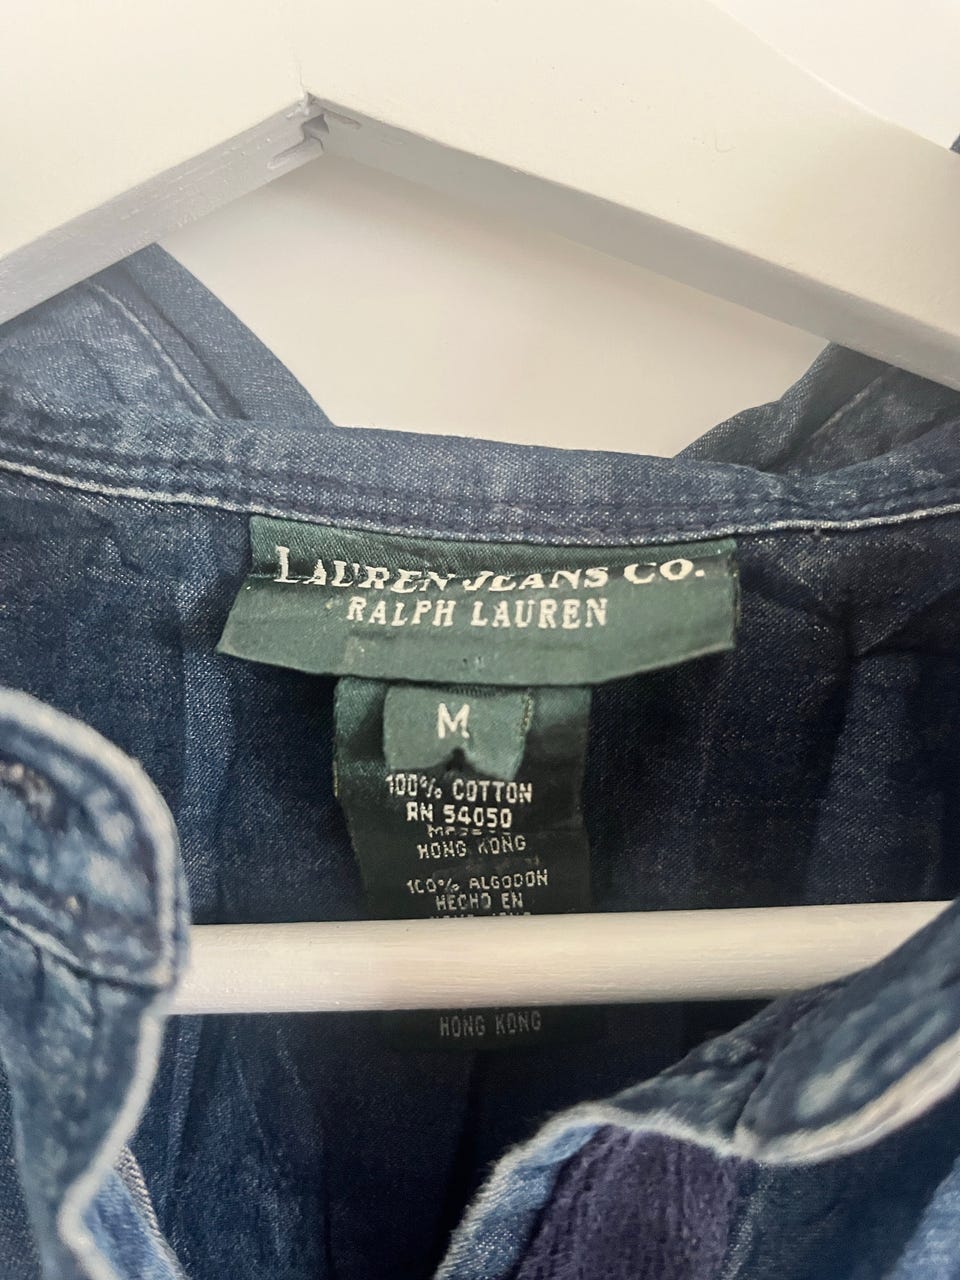 LAUREN JEANS CO.
RALPH LAUREN
M
100% COTTON
RN 54050
HONG KONG
100% ALGODON
HECHO EN
HONG KONG